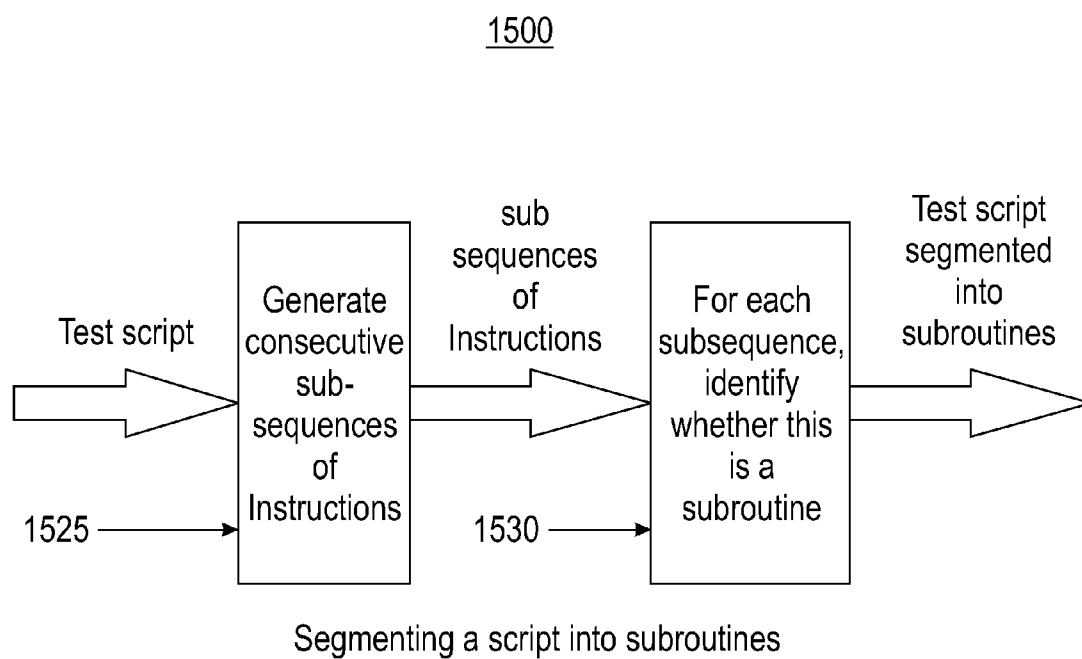 1500
Test script
Generate
consecutive
sub-
sequences
of
Instructions
1525
sub
sequences
of
Instructions
For each
subsequence,
identify
whether this
is a
subroutine
1530
Test script
segmented
into
subroutines
Segmenting a script into subroutines